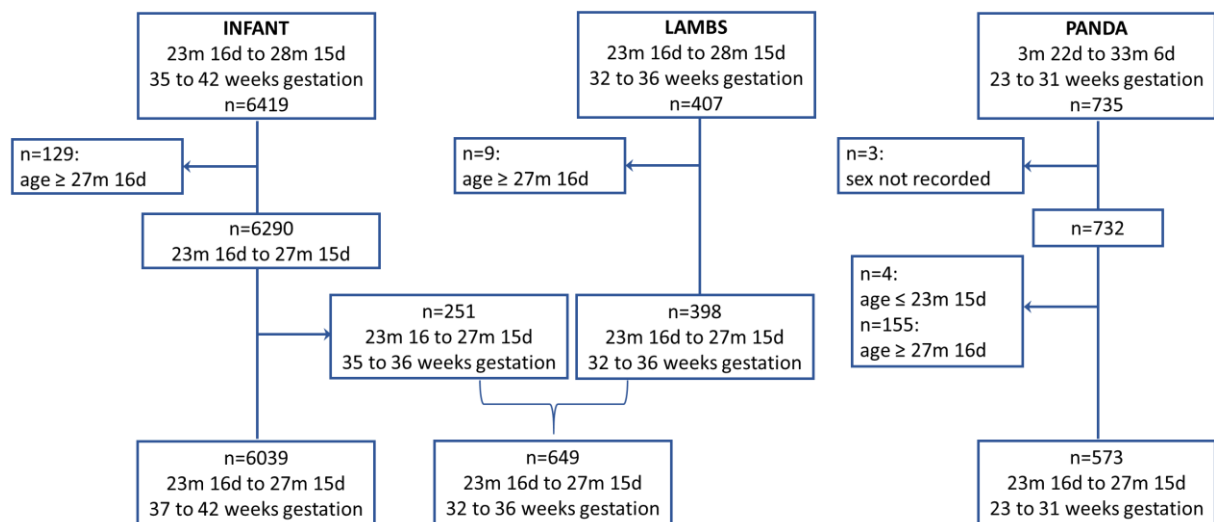 INFANT
23m 16d to 28m 15d
35 to 42 weeks gestation
n=6419
LAMBS
23m 16d to 28m 15d
32 to 36 weeks gestation
n=407
PANDA
3m 22d to 33m 6d
23 to 31 weeks gestation
n=735
n=129:
age ≥ 27m 16d
n=9:
age ≥ 27m 16d
n=3:
sex not recorded
n=6290
23m 16d to 27m 15d
n=732
n=4:
age ≤ 23m 15d
n=155:
age ≥ 27m 16d
n=251
23m 16 to 27m 15d
35 to 36 weeks gestation
n=398
23m 16d to 27m 15d
32 to 36 weeks gestation
n=6039
23m 16d to 27m 15d
37 to 42 weeks gestation
n=649
23m 16d to 27m 15d
32 to 36 weeks gestation
n=573
23m 16d to 27m 15d
23 to 31 weeks gestation